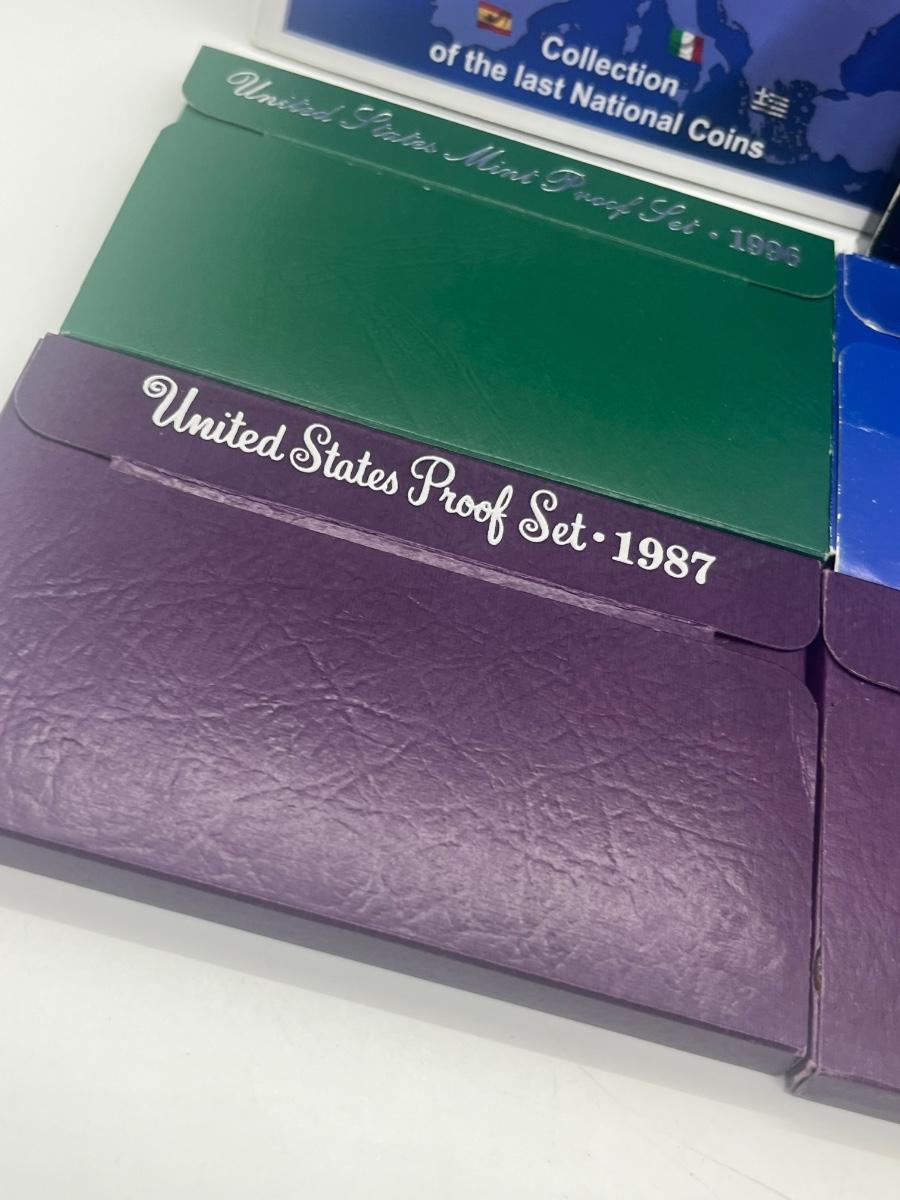 Collection
of the last National Coins
United States Mint Proof Set • 1996
United States Proof Set • 1987